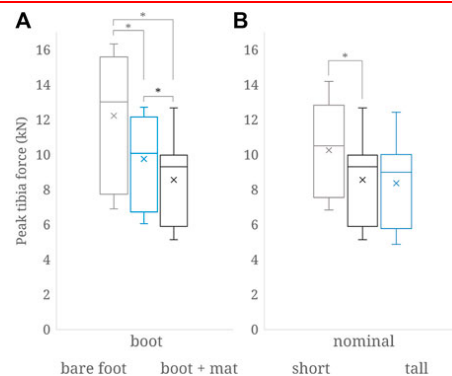 A
B
*
*
*
*
Peak tibia force (kN)
16
14
12
10
8
6
4
2
0
16
14
12
10
8
6
4
2
0
boot
nominal
bare foot
boot + mat
short
tall